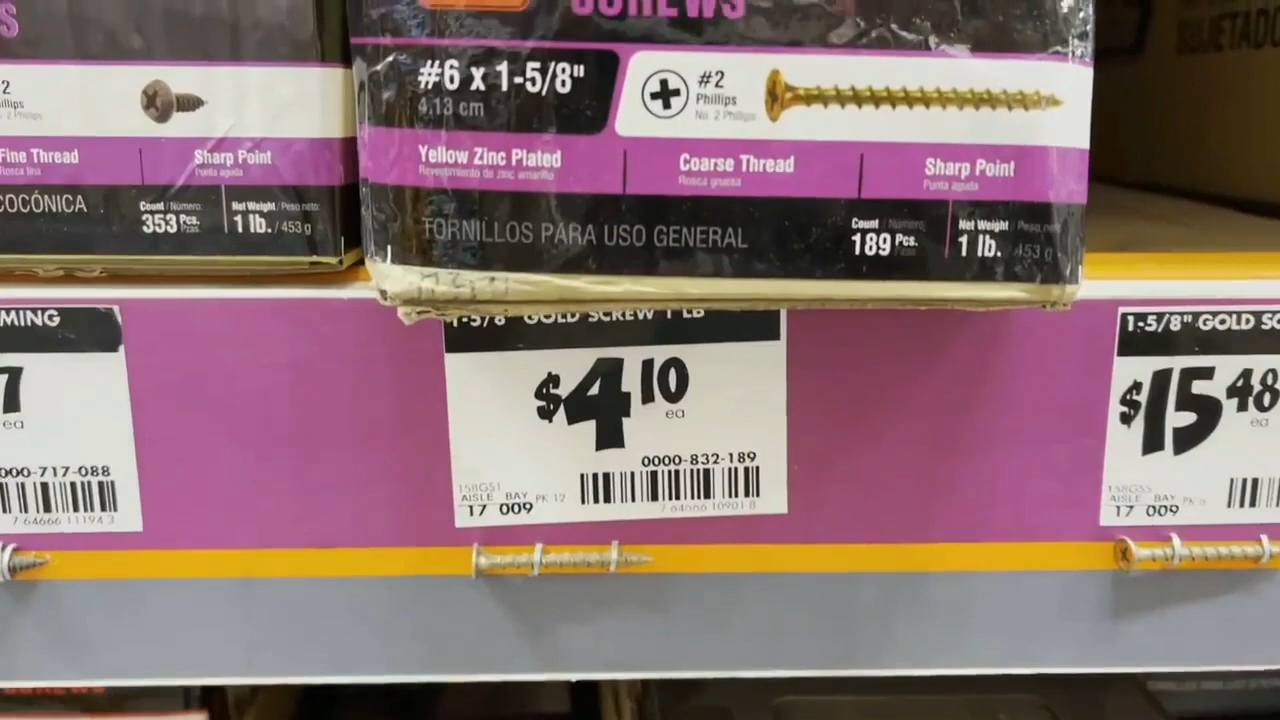 S
SCREWS
#6 x 1-5/8"
4.13 cm
#2
Phillips
No. 2 Phillips
Yellow Zinc Plated
Revestimiento de zinc amarillo
Coarse Thread
Rosca gruesa
Sharp Point
Punta aguda
TORNILLOS PARA USO GENERAL
Count / Número:
189 Pcs.
Pzas.
Net Weight / Peso neto:
1 lb. / 453 g
2
illips
No. 2 Phillips
Fine Thread
Rosca fina
Sharp Point
Punta aguda
COCÓNICA
Count / Número:
353 Pcs.
Pzas.
Net Weight / Peso neto:
1 lb. / 453 g
SUJETADO
MING
7
ea
000-717-088
7 64666 11194 3
1-5/8" GOLD SCREW 1 LB
$4 10
ea
0000-832-189
158GS1
AISLE BAY PK 12
17 009
7 64666 10901 8
1-5/8" GOLD SC
$15 48
ea
158GS5
AISLE BAY PK 6
17 009